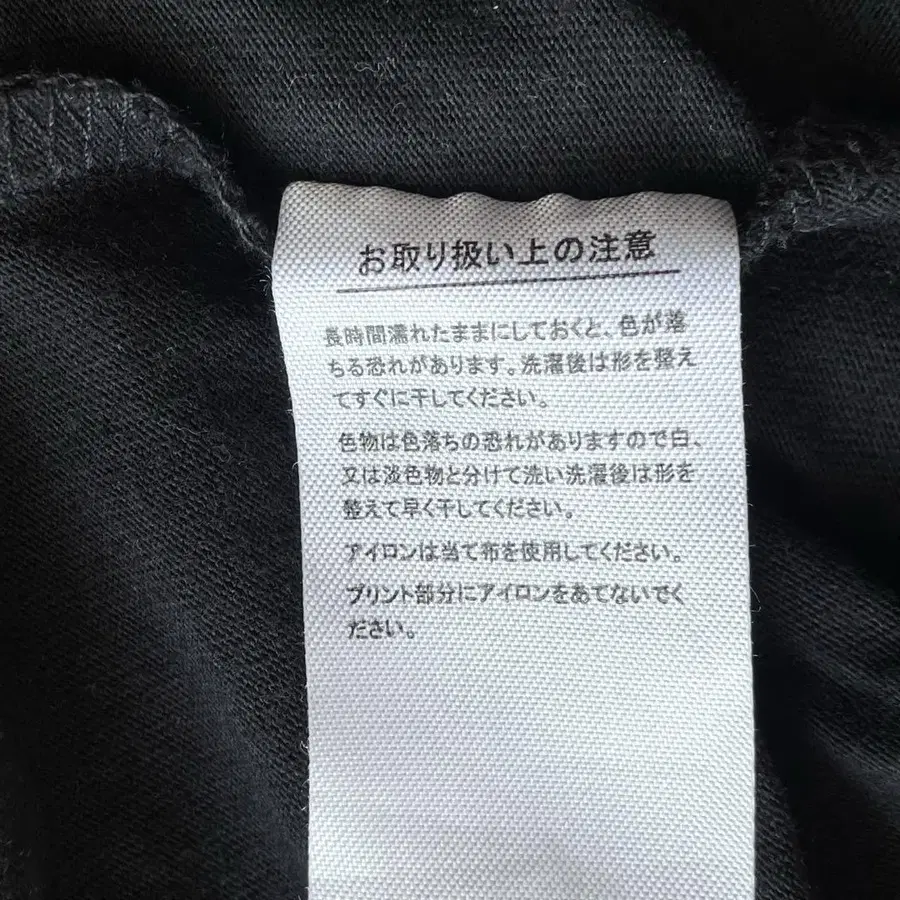 お取り扱い上の注意
長時間濡れたままにしておくと、色が落
ちる恐れがあります。洗濯後は形を整え
てすぐに干してください。
色物は色落ちの恐れがありますので白、
又は淡色物と分けて洗い洗濯後は形を
整えて早く干してください。
アイロンは当て布を使用してください。
プリント部分にアイロンをあてないでく
ださい。